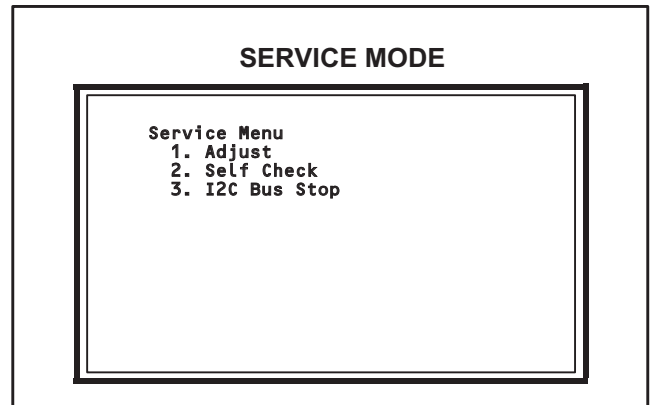 SERVICE MODE
Service Menu
1. Adjust
2. Self Check
3. I2C Bus Stop